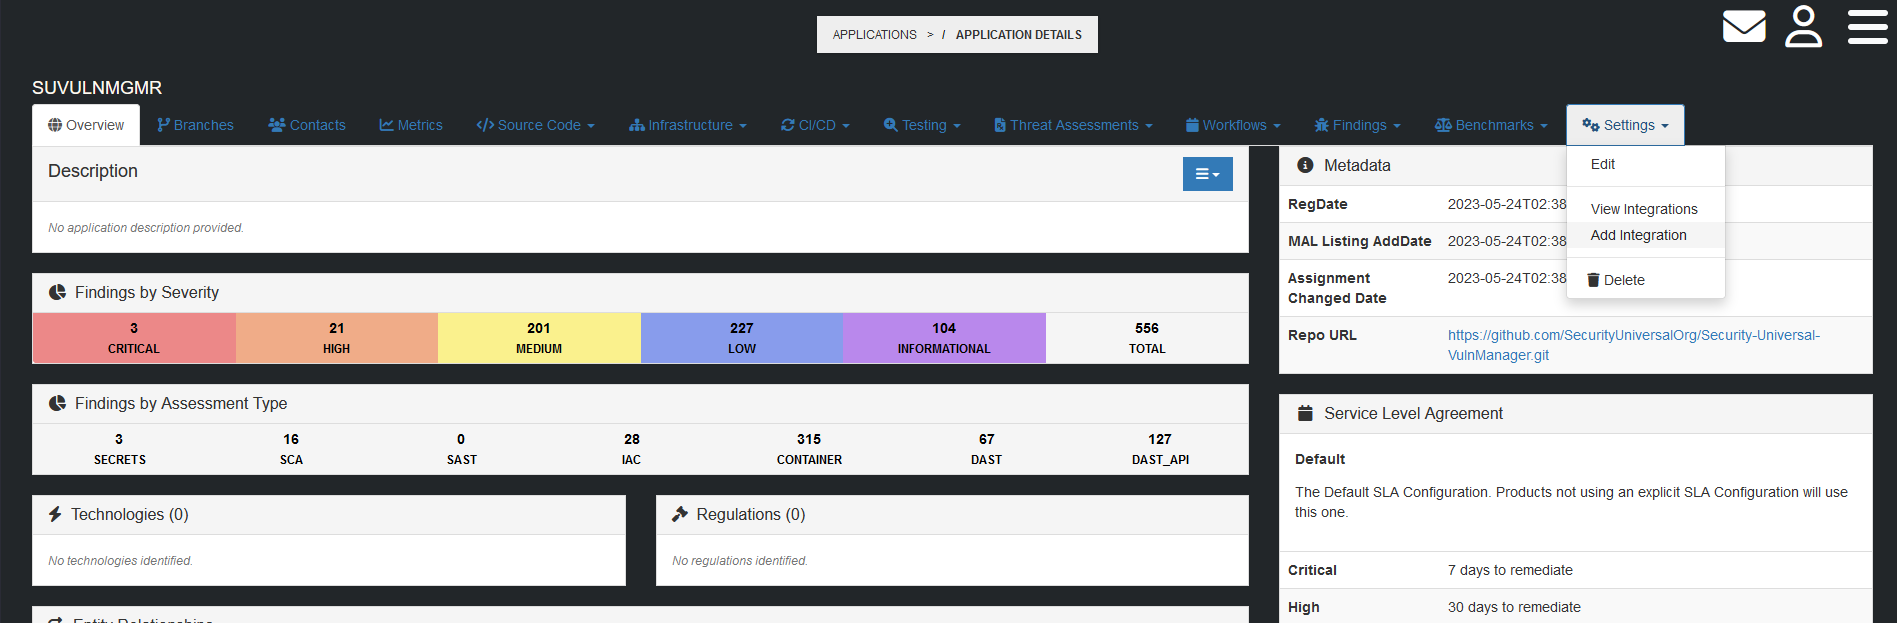 APPLICATIONS > / APPLICATION DETAILS
SUVULNMGMR
Overview Branches Contacts Metrics Source Code Infrastructure CI/CD Testing Threat Assessments Workflows Findings Benchmarks Settings
Edit
View Integrations
Add Integration
Delete
Description
No application description provided.
Findings by Severity
3 21 201 227 104 556
CRITICAL HIGH MEDIUM LOW INFORMATIONAL TOTAL
Findings by Assessment Type
3 16 0 28 315 67 127
SECRETS SCA SAST IAC CONTAINER DAST DAST_API
Technologies (0)
No technologies identified.
Regulations (0)
No regulations identified.
Metadata
RegDate 2023-05-24T02:38
MAL Listing AddDate 2023-05-24T02:38
Assignment 2023-05-24T02:38
Changed Date
Repo URL https://github.com/SecurityUniversalOrg/Security-Universal-
VulnManager.git
Service Level Agreement
Default
The Default SLA Configuration. Products not using an explicit SLA Configuration will use
this one.
Critical 7 days to remediate
High 30 days to remediate
Entity Relationships